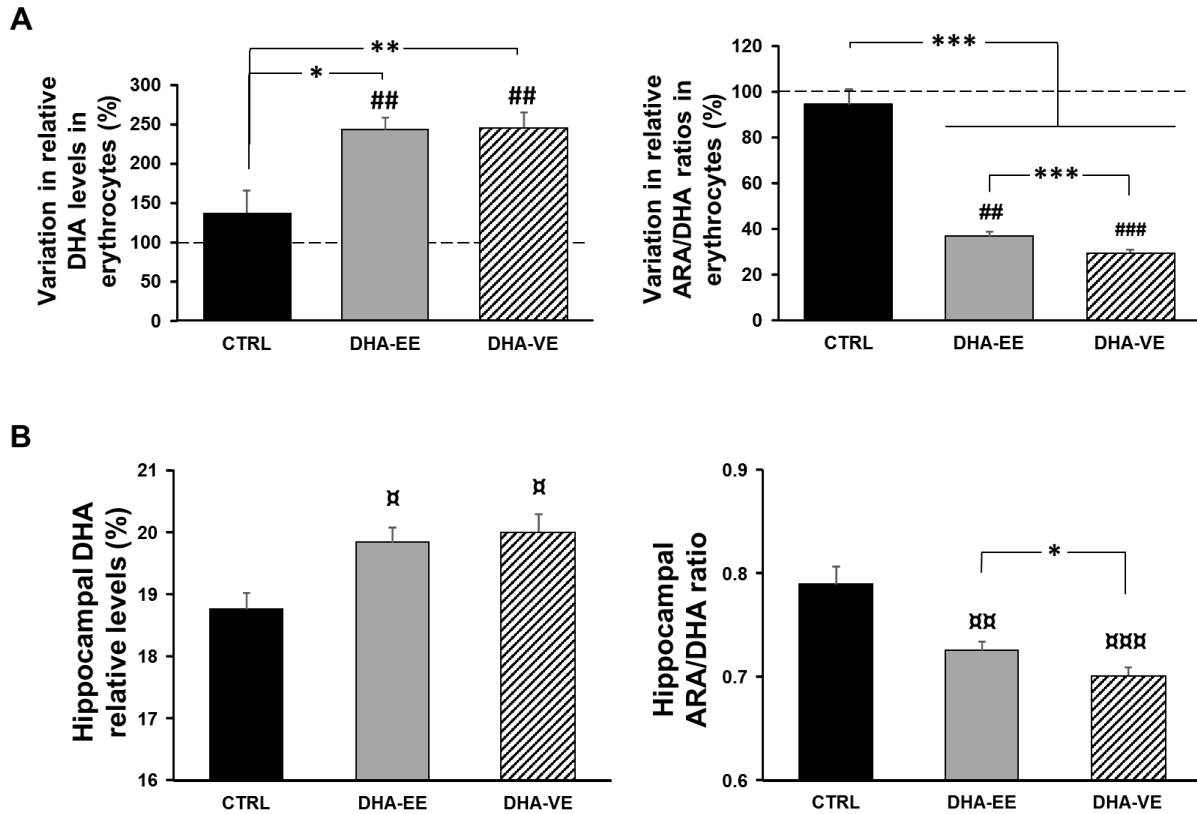 A
Variation in relative
DHA levels in
erythrocytes (%)
300
250
200
150
100
50
0
*
**
##
##
CTRL
DHA-EE
DHA-VE
Variation in relative
ARA/DHA ratios in
erythrocytes (%)
120
100
80
60
40
20
0
***
***
##
###
CTRL
DHA-EE
DHA-VE
B
Hippocampal DHA
relative levels (%)
21
20
19
18
17
16
¤
¤
CTRL
DHA-EE
DHA-VE
Hippocampal
ARA/DHA ratio
0.9
0.8
0.7
0.6
*
¤¤
¤¤¤
CTRL
DHA-EE
DHA-VE